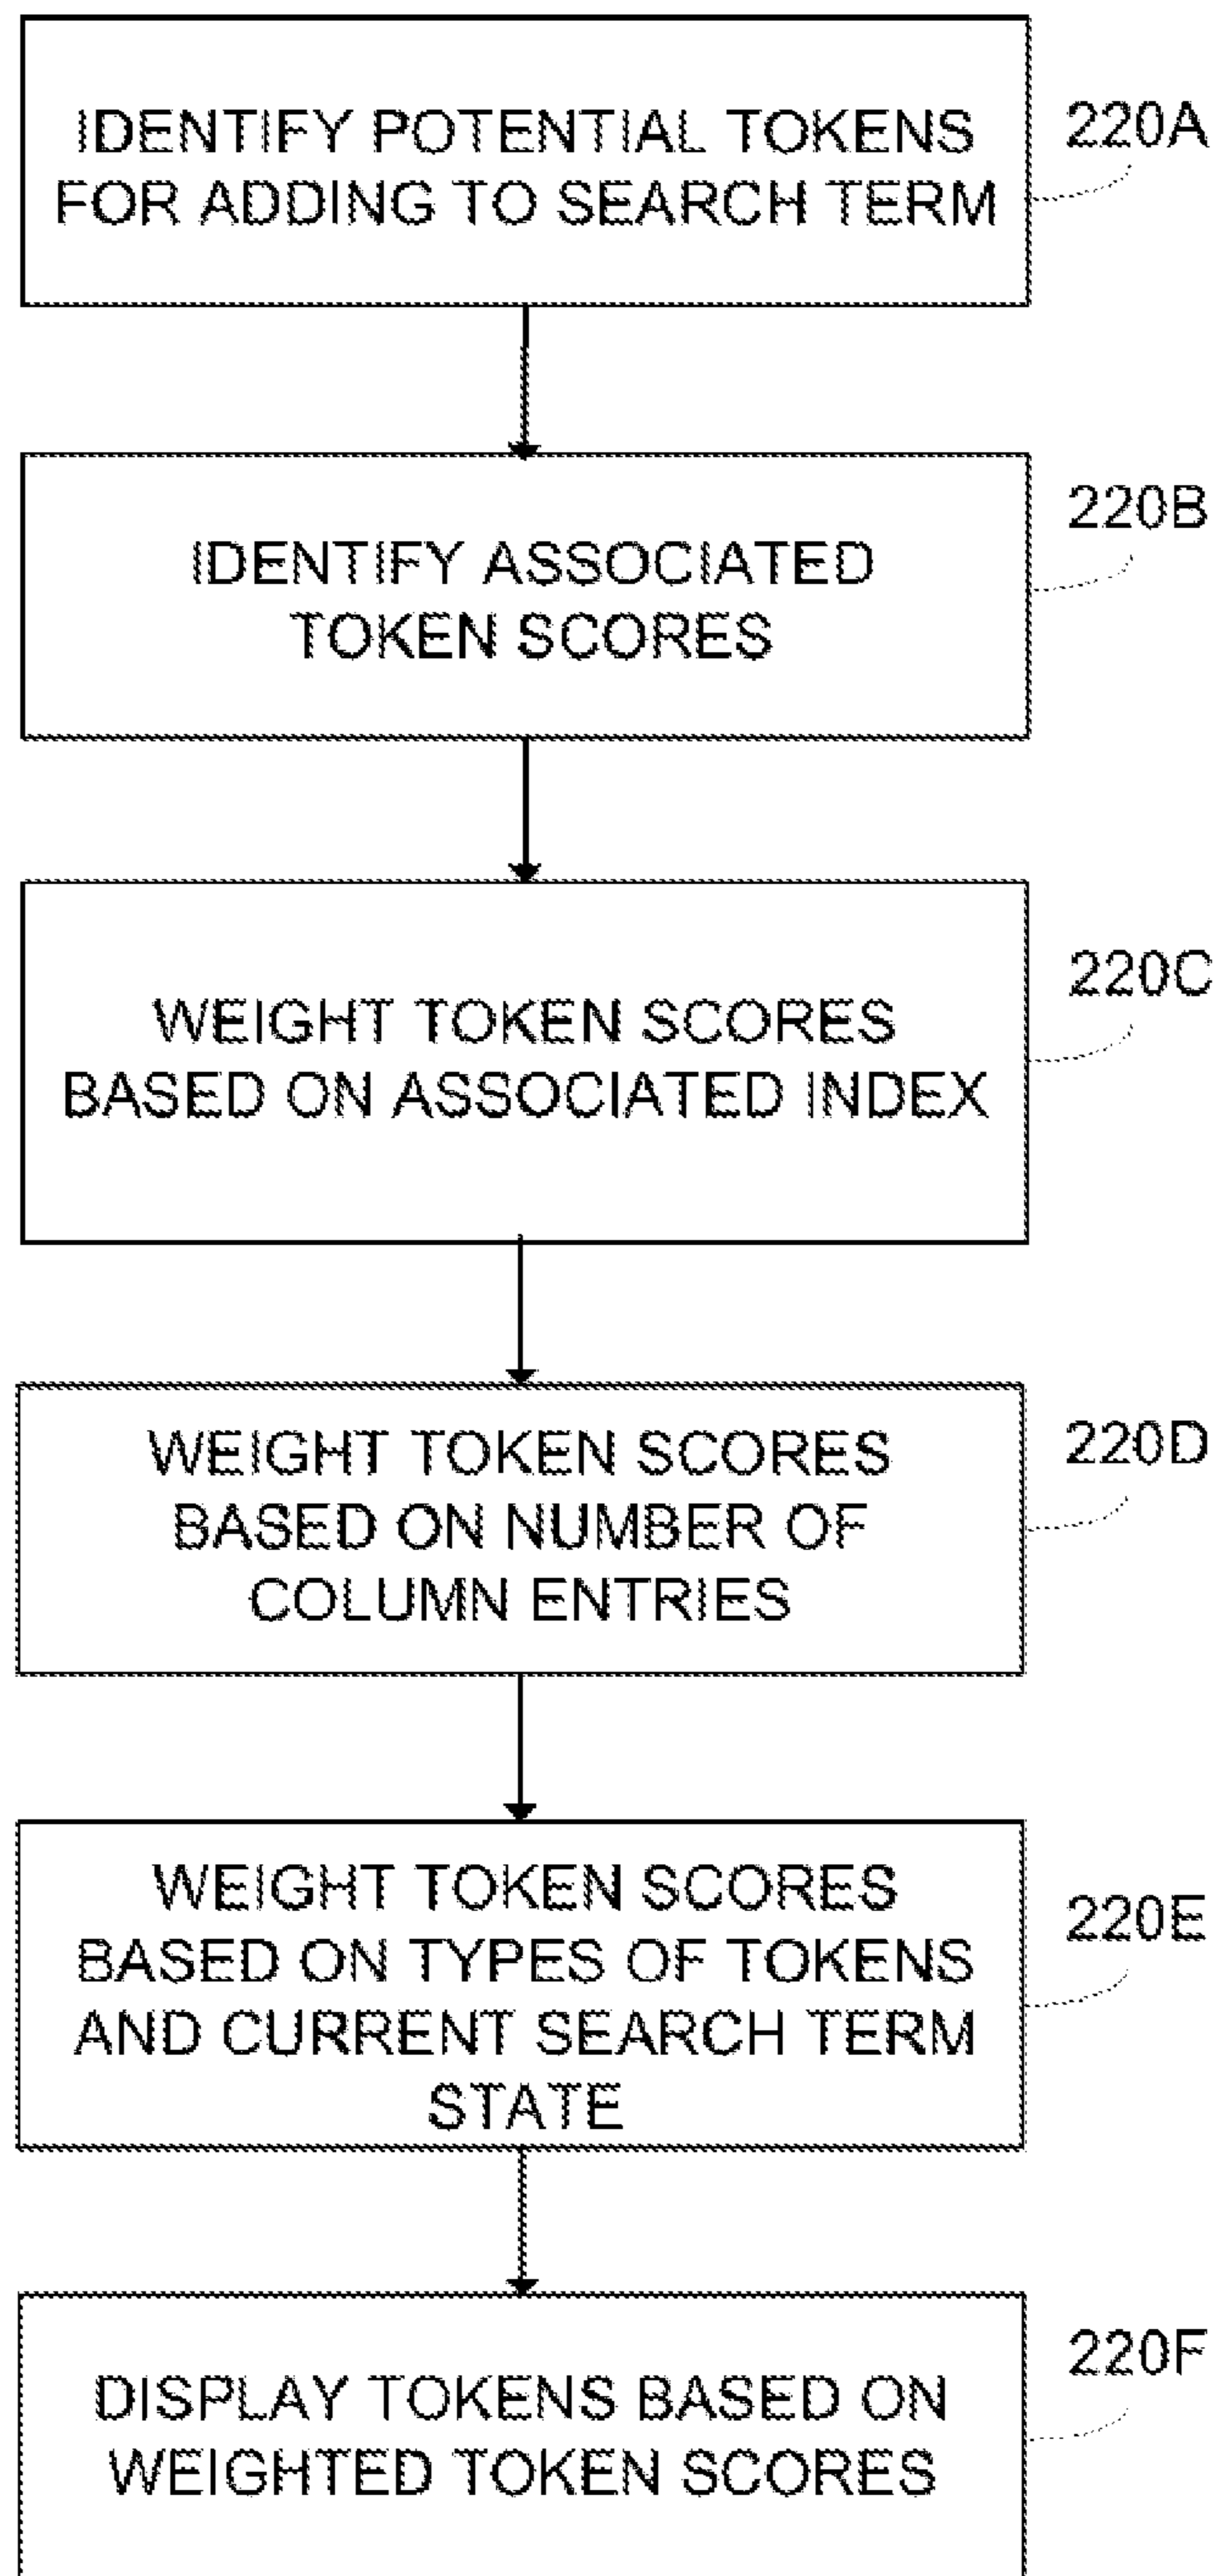 IDENTIFY POTENTIAL TOKENS
FOR ADDING TO SEARCH TERM
220A
IDENTIFY ASSOCIATED
TOKEN SCORES
220B
WEIGHT TOKEN SCORES
BASED ON ASSOCIATED INDEX
220C
WEIGHT TOKEN SCORES
BASED ON NUMBER OF
COLUMN ENTRIES
220D
WEIGHT TOKEN SCORES
BASED ON TYPES OF TOKENS
AND CURRENT SEARCH TERM
STATE
220E
DISPLAY TOKENS BASED ON
WEIGHTED TOKEN SCORES
220F